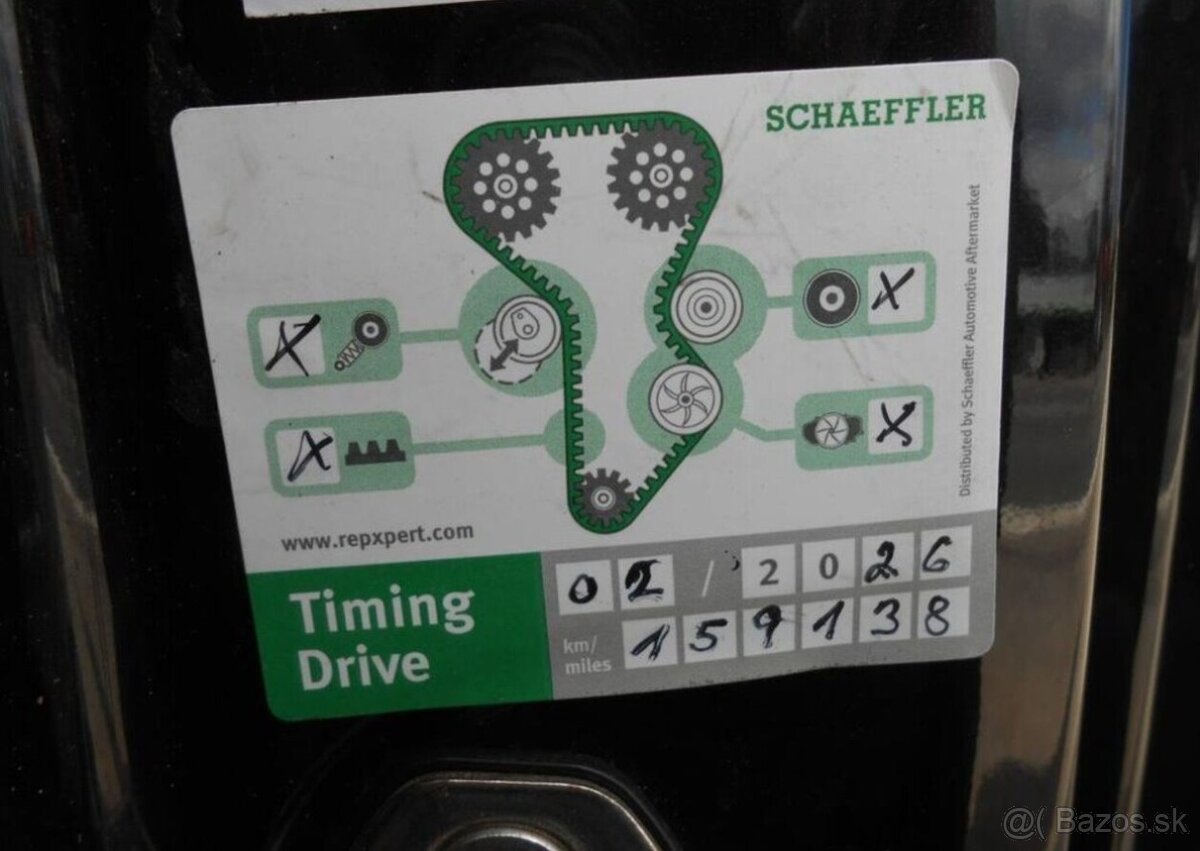 SCHAEFFLER
Distributed by Schaeffler Automotive Aftermarket
X
X
X
X
www.repxpert.com
Timing
Drive
02 / 2026
km/
miles
159138
@( Bazos.sk